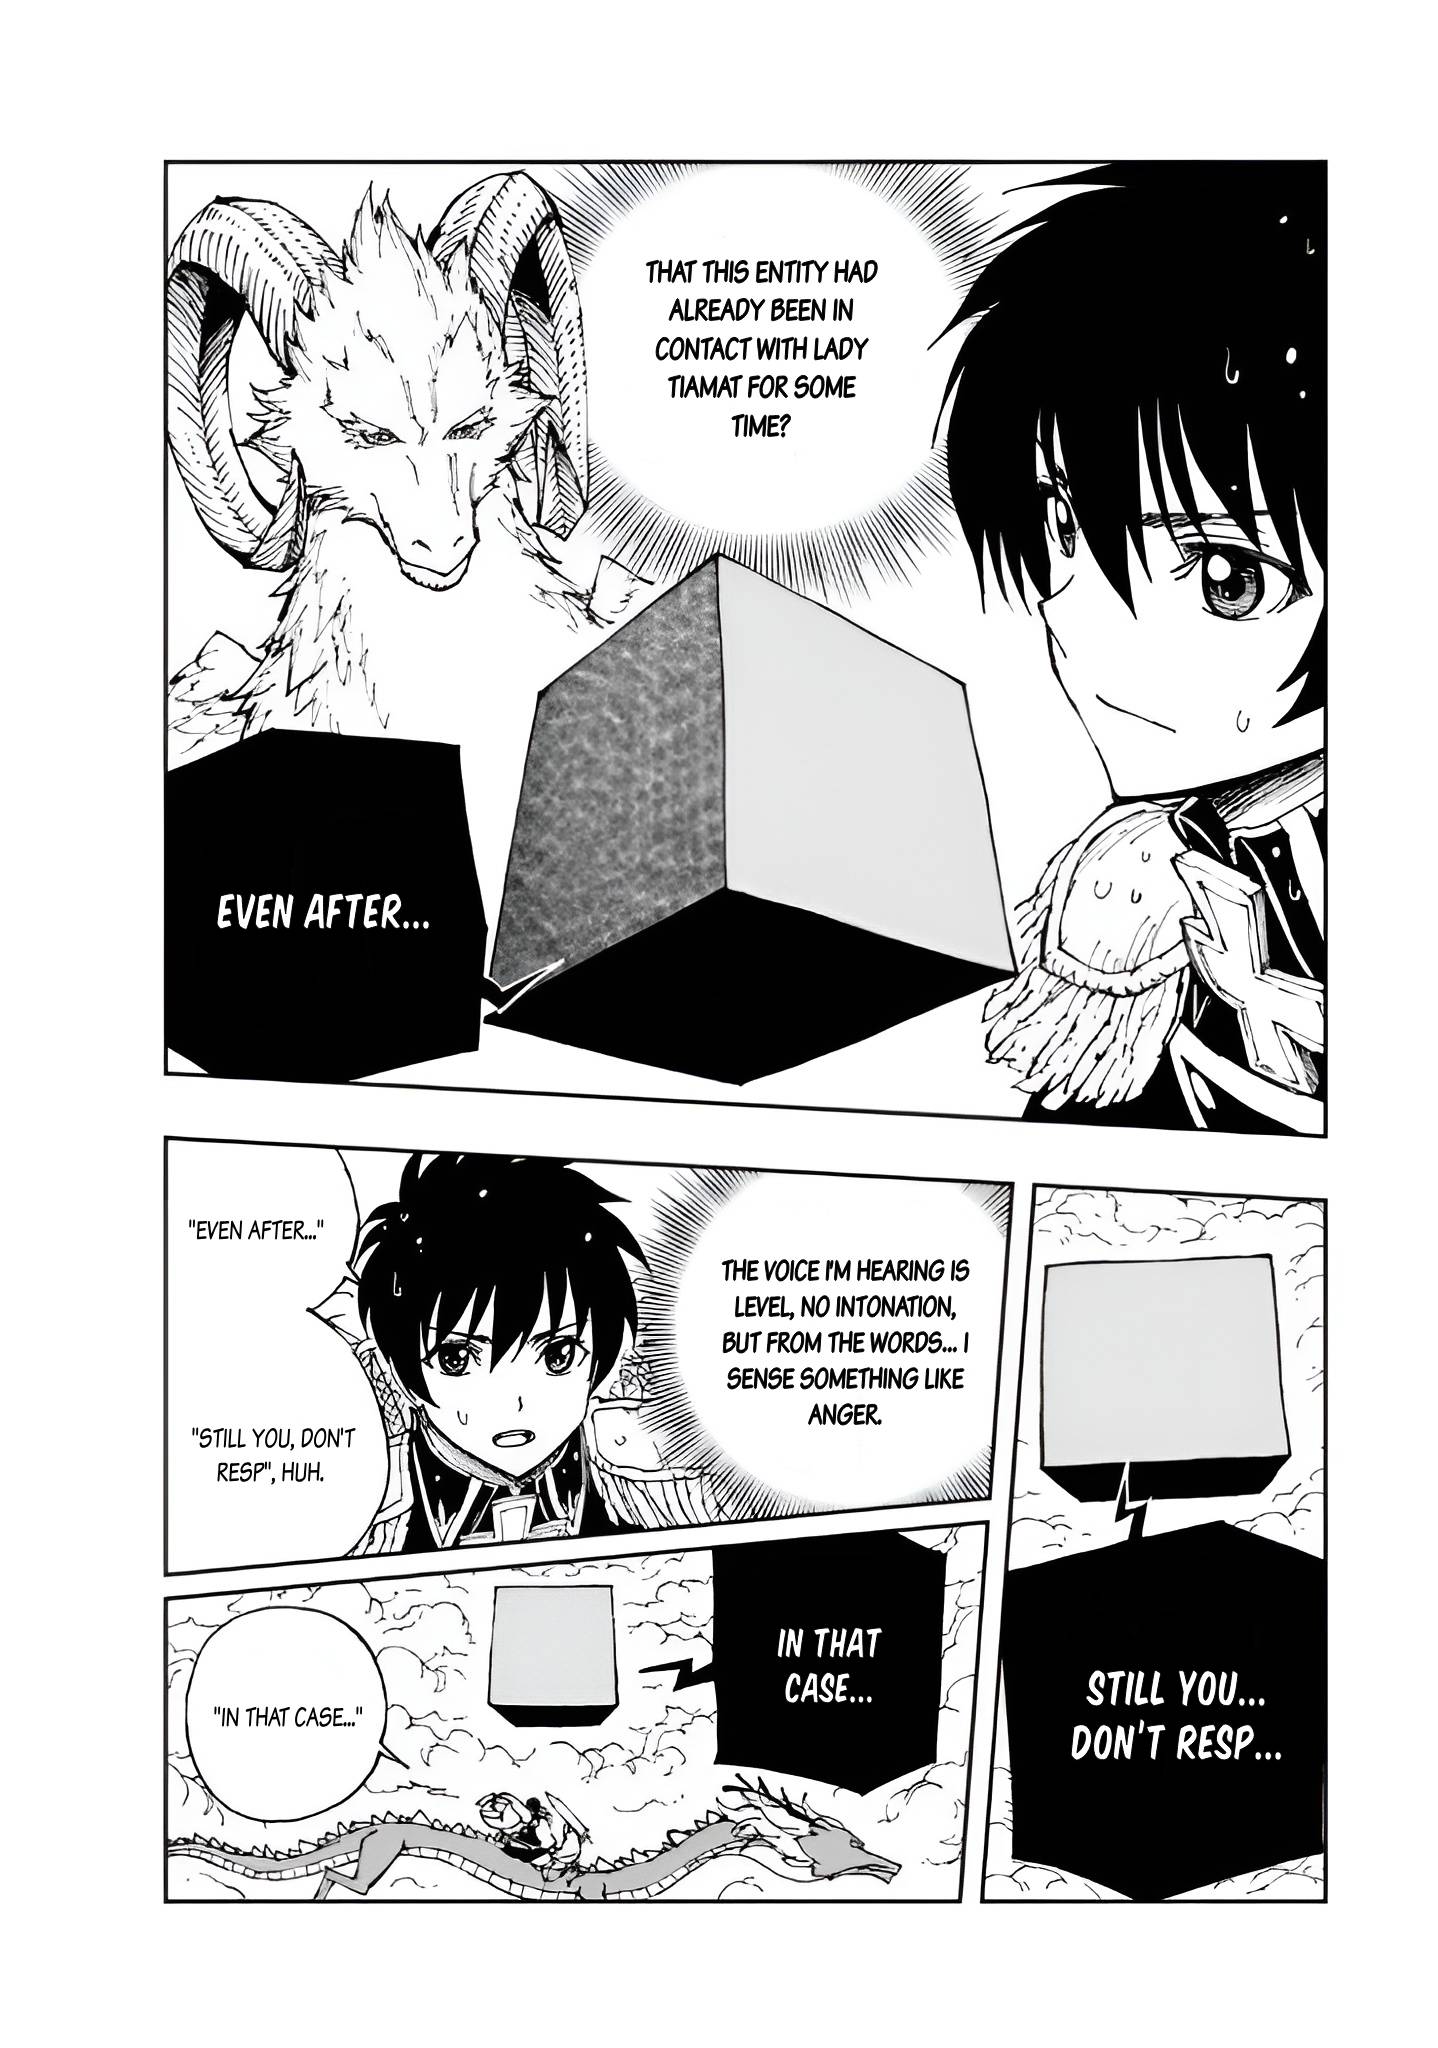 THAT THIS ENTITY HAD
ALREADY BEEN IN
CONTACT WITH LADY
TIAMAT FOR SOME
TIME?
EVEN AFTER...
STILL YOU...
DON'T RESP...
THE VOICE I'M HEARING IS
LEVEL, NO INTONATION,
BUT FROM THE WORDS... I
SENSE SOMETHING LIKE
ANGER.
"EVEN AFTER..."
"STILL YOU, DON'T
RESP", HUH.
IN THAT
CASE...
"IN THAT CASE..."